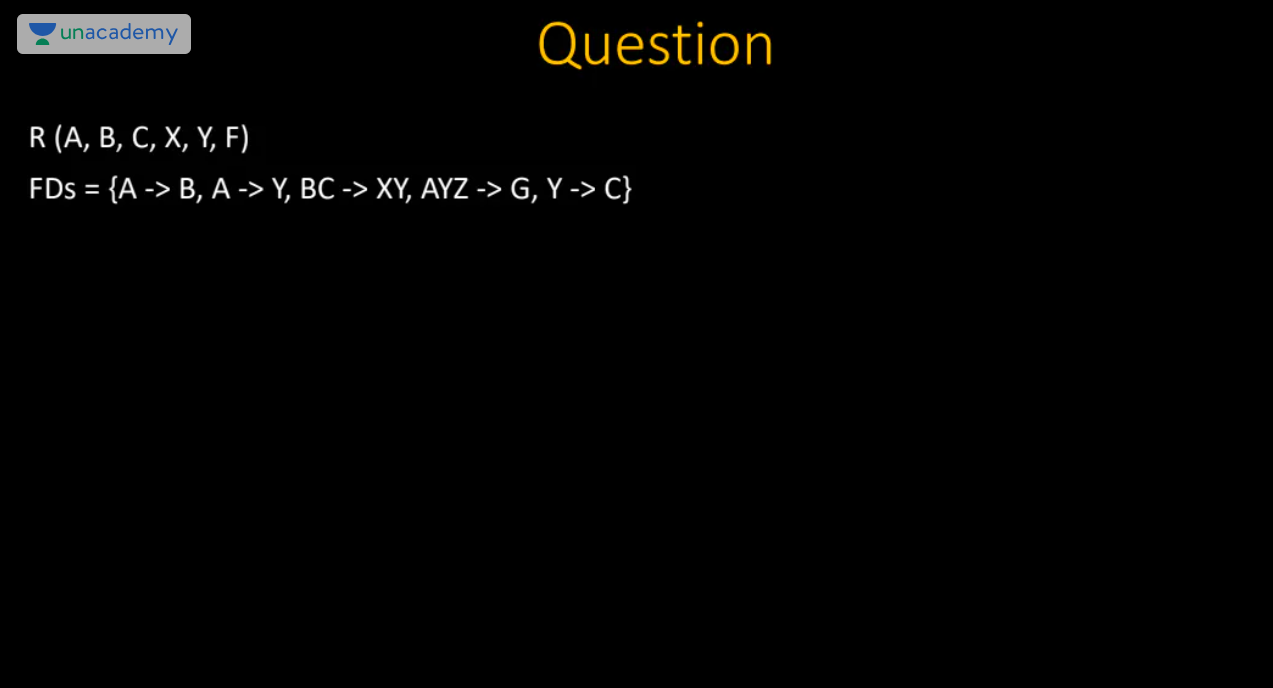 unacademy
Question
R (A, B, C, X, Y, F)
FDs = {A -> B, A -> Y, BC -> XY, AYZ -> G, Y -> C}